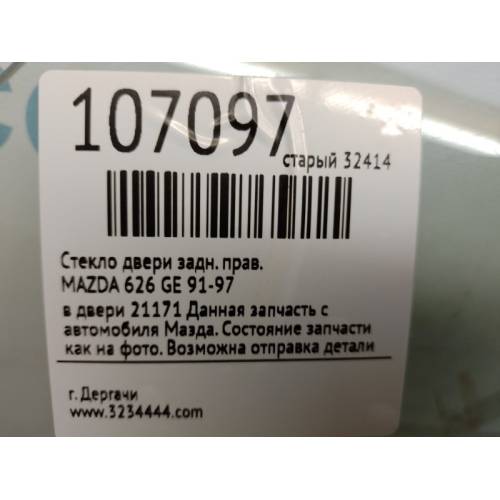 107097
старый 32414
Стекло двери задн. прав.
MAZDA 626 GE 91-97
в двери 21171 Данная запчасть с
автомобиля Мазда. Состояние запчасти
как на фото. Возможна отправка детали
г. Дергачи
www.3234444.com